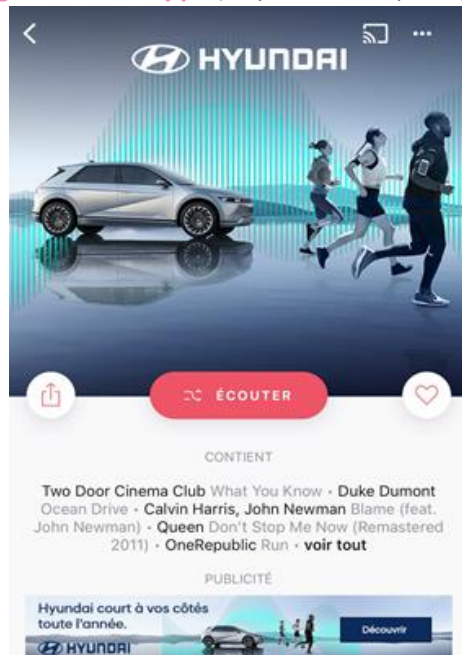 HYUNDAI
ÉCOUTER
CONTIENT
Two Door Cinema Club What You Know • Duke Dumont
Ocean Drive • Calvin Harris, John Newman Blame (feat.
John Newman) • Queen Don't Stop Me Now (Remastered
2011) • OneRepublic Run • voir tout
PUBLICITÉ
Hyundai court à vos côtés
toute l'année.
Découvrir
HYUNDAI